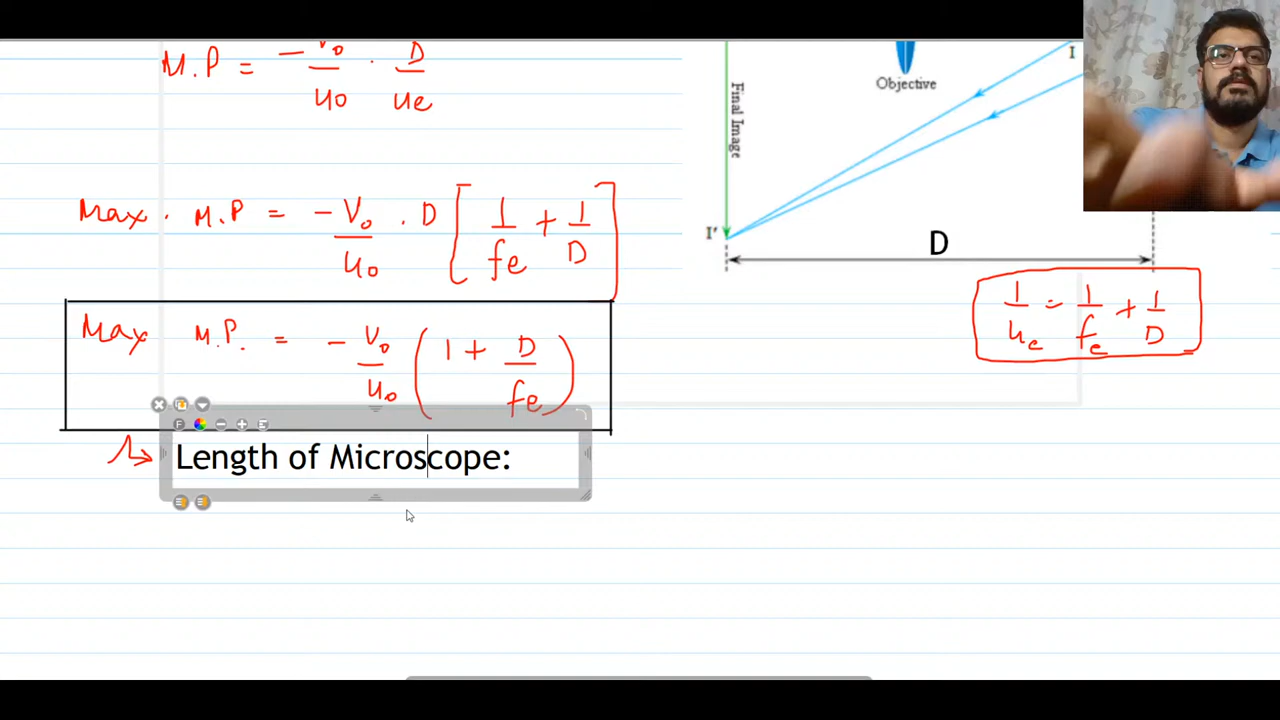 M.P = -V₀/u₀ · D/ue
Max. M.P = -V₀/u₀ · D [1/fe + 1/D]
Max M.P. = -V₀/u₀ (1 + D/fe)
Length of Microscope:
Objective
I
Final Image
I'
D
1/ue = 1/fe + 1/D
F